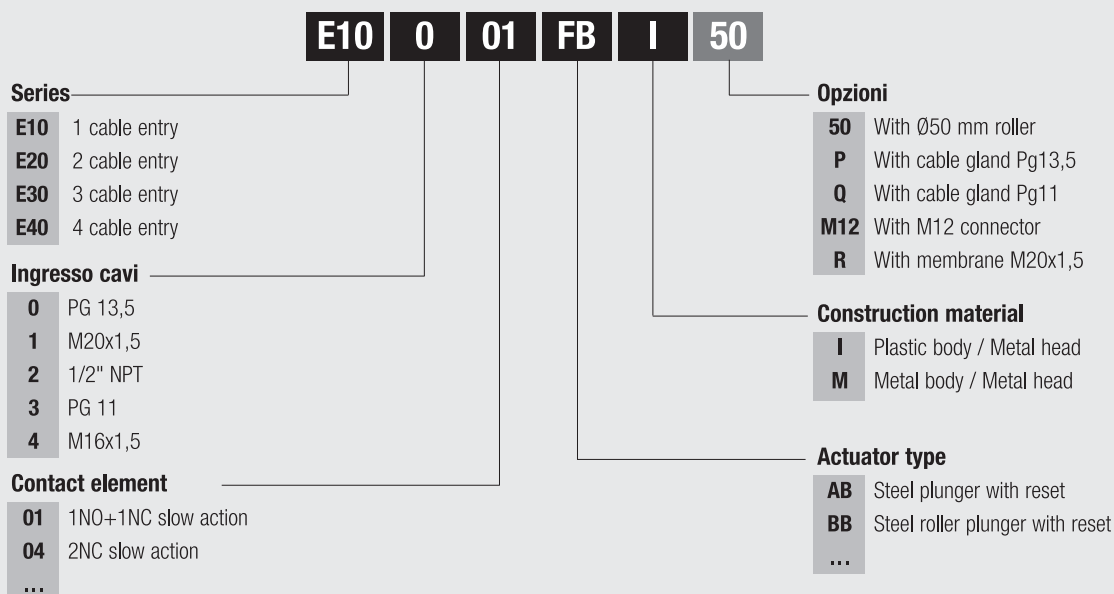 E10 0 01 FB I 50
Series
E10 1 cable entry
E20 2 cable entry
E30 3 cable entry
E40 4 cable entry
Ingresso cavi
0 PG 13,5
1 M20x1,5
2 1/2" NPT
3 PG 11
4 M16x1,5
Contact element
01 1NO+1NC slow action
04 2NC slow action
...
Opzioni
50 With Ø50 mm roller
P With cable gland Pg13,5
Q With cable gland Pg11
M12 With M12 connector
R With membrane M20x1,5
Construction material
I Plastic body / Metal head
M Metal body / Metal head
Actuator type
AB Steel plunger with reset
BB Steel roller plunger with reset
...